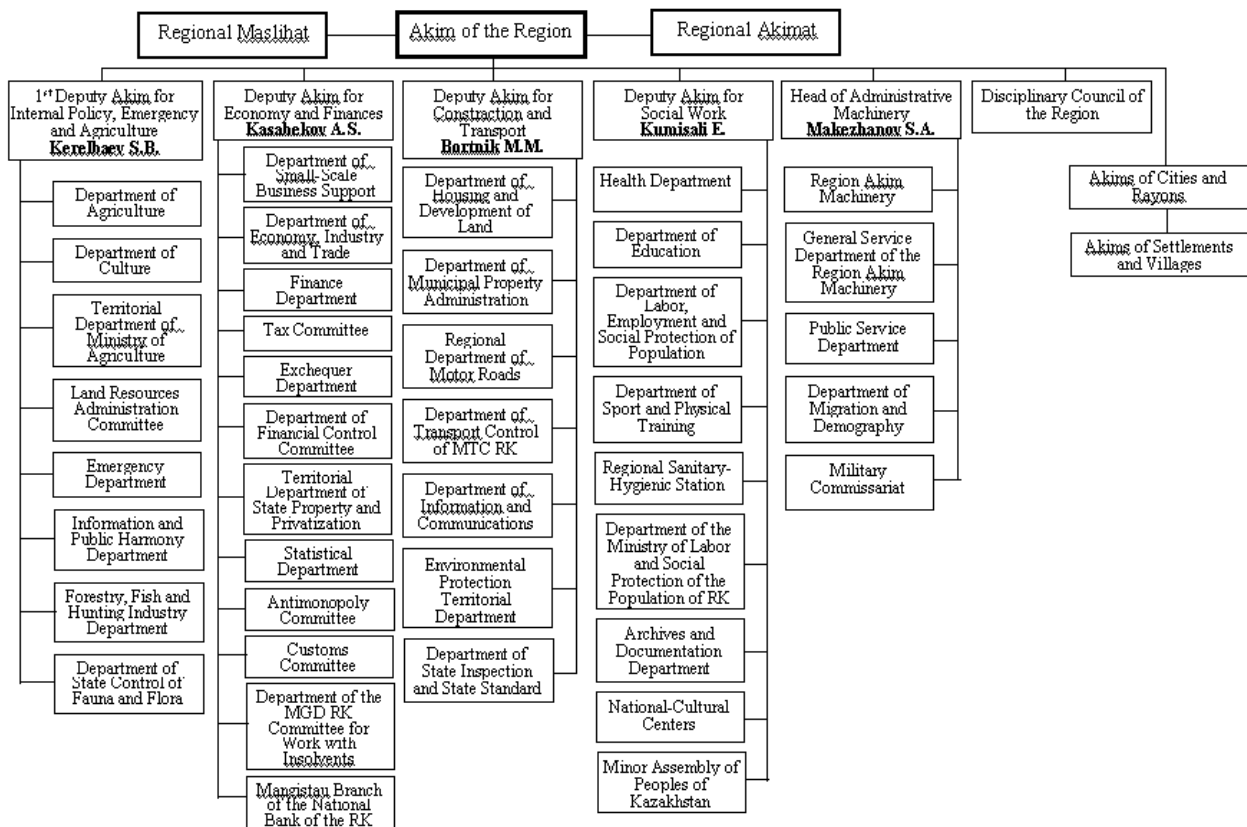 Regional Maslihat
Akim of the Region
Regional Akimat
1st Deputy Akim for
Internal Policy, Emergency
and Agriculture
Kerelbaev S.B.
Department of
Agriculture
Department of
Culture
Territorial
Department of
Ministry of
Agriculture
Land Resources
Administration
Committee
Emergency
Department
Information and
Public Harmony
Department
Forestry, Fish and
Hunting Industry
Department
Department of
State Control of
Fauna and Flora
Deputy Akim for
Economy and Finances
Kasahekov A.S.
Department of
Small-Scale
Business Support
Department of
Economy, Industry
and Trade
Finance
Department
Tax Committee
Exchequer
Department
Department of
Financial Control
Committee
Territorial
Department of
State Property and
Privatization
Statistical
Department
Antimonopoly
Committee
Customs
Committee
Department of the
MGD RK
Committee for
Work with
Insolvents
Mangistau Branch
of the National
Bank of the RK
Deputy Akim for
Constraction and
Transport
Bortnik M.M.
Department of
Housing and
Development of
Land
Department of
Municipal Property
Administration
Regional
Department of
Motor Roads
Department of
Transport Control
of MTC RK
Department of
Information and
Communications
Environmental
Protection
Territorial
Department
Department of
State Inspection
and State Standard
Deputy Akim for
Social Work
Kumisali E.
Health Department
Department of
Education
Department of
Labor,
Employment and
Social Protection of
Population
Department of
Sport and Physical
Training
Regional Sanitary-
Hygienic Station
Department of the
Ministry of Labor
and Social
Protection of the
Population of RK
Archives and
Documentation
Department
National-Cultural
Centers
Minor Assembly of
Peoples of
Kazakhstan
Head of Administrative
Machinery
Makezhanov S.A.
Region Akim
Machinery
General Service
Department of the
Region Akim
Machinery
Public Service
Department
Department of
Migration and
Demography
Military
Commissariat
Disciplinary Council of
the Region
Akims of Cities and
Rayons
Akims of Settlements
and Villages